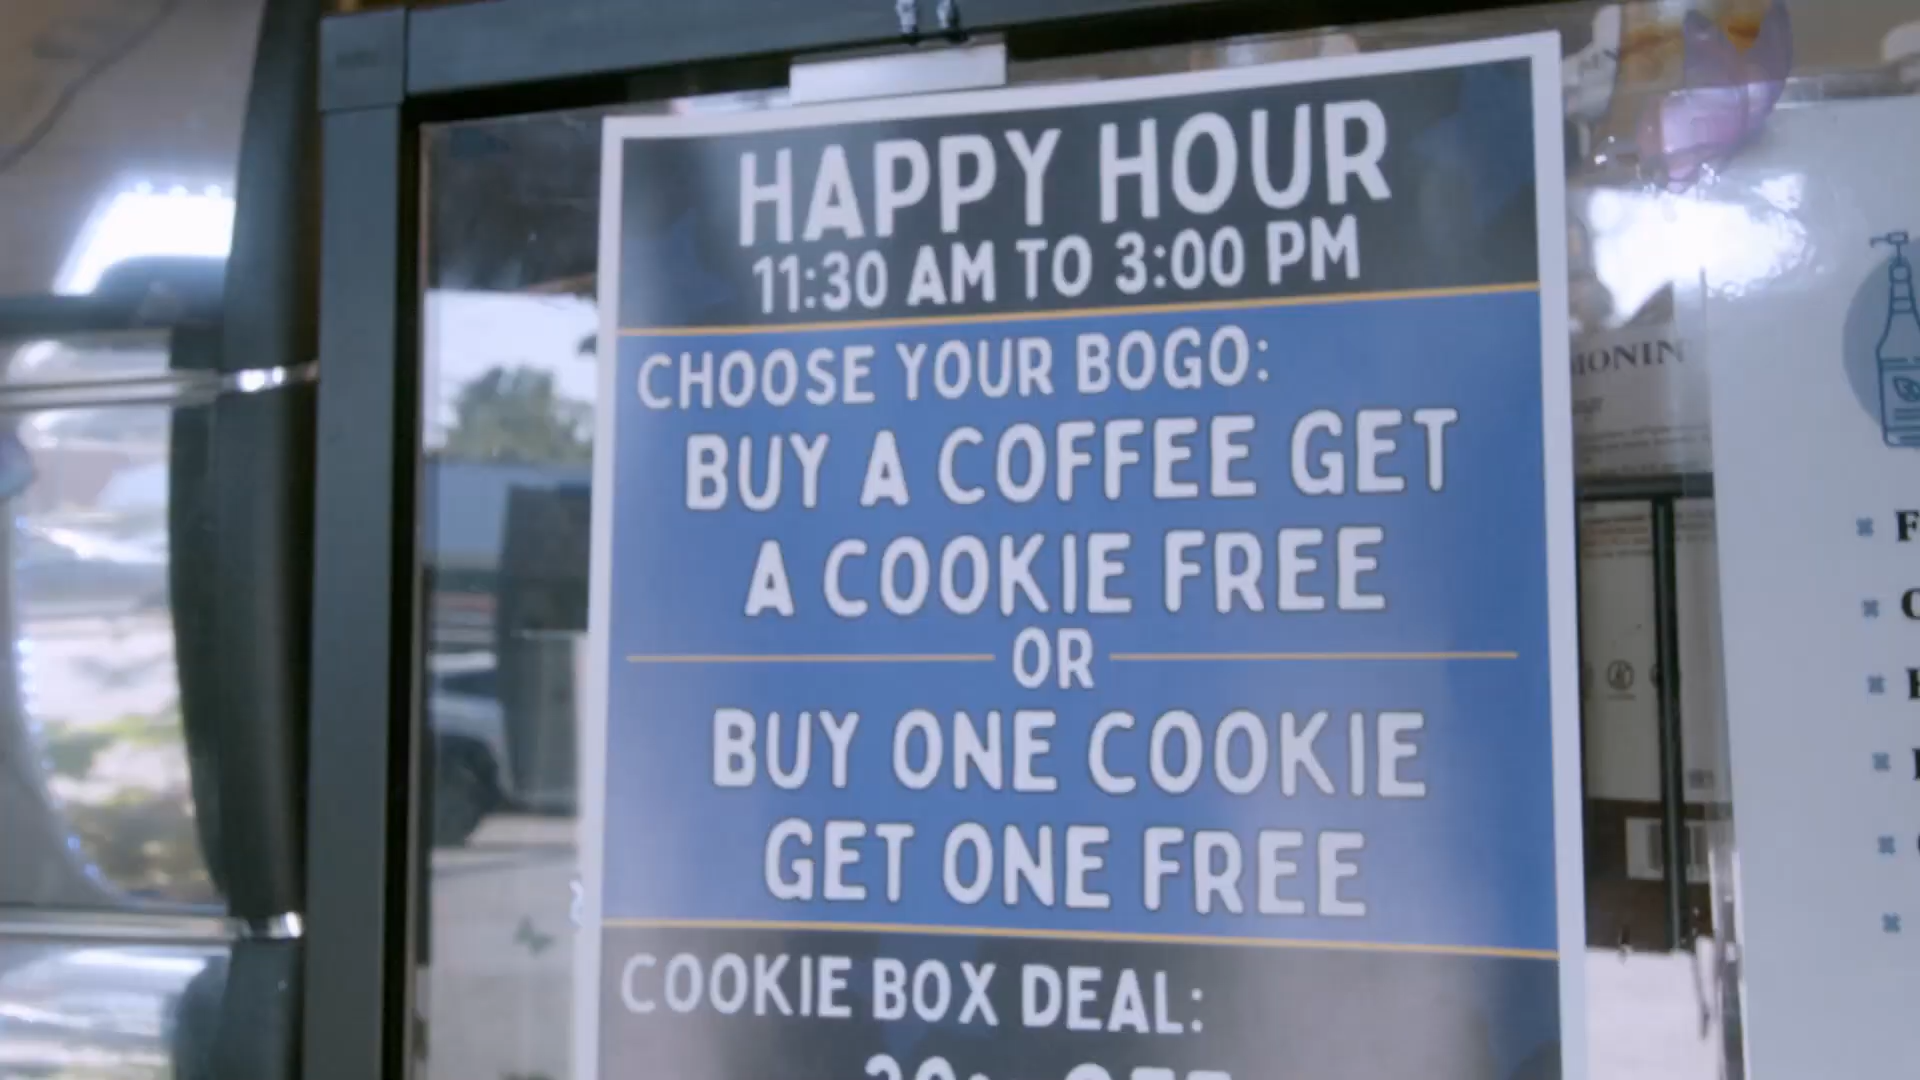 HAPPY HOUR
11:30 AM TO 3:00 PM
CHOOSE YOUR BOGO:
BUY A COFFEE GET
A COOKIE FREE
OR
BUY ONE COOKIE
GET ONE FREE
COOKIE BOX DEAL: